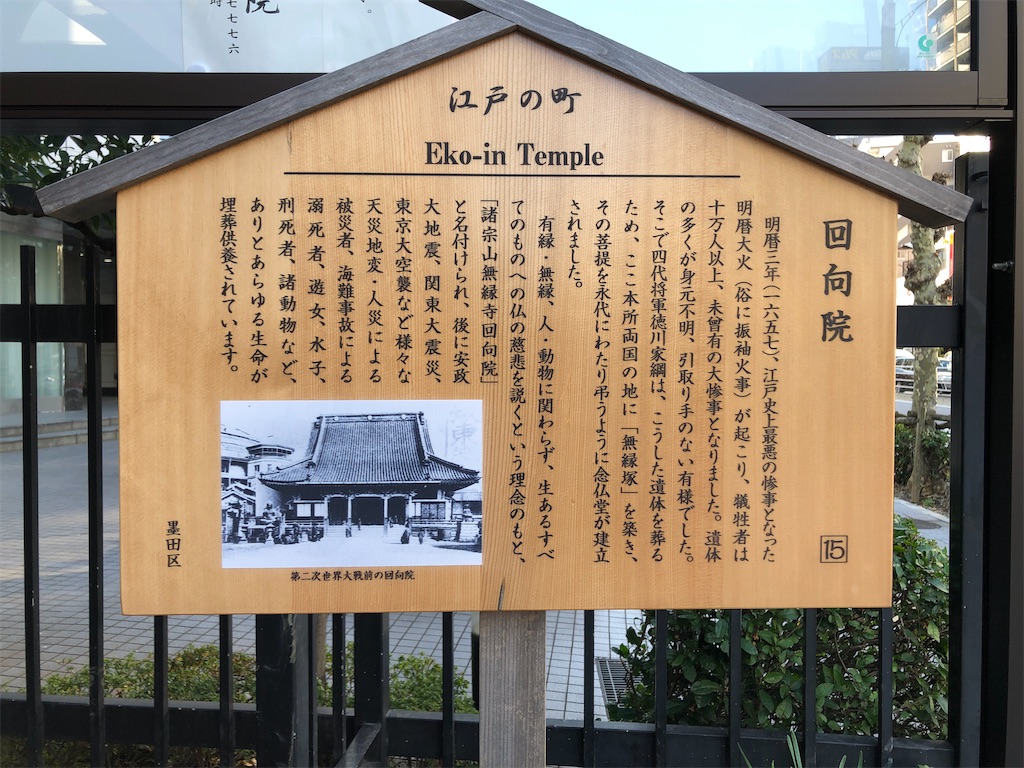 江戸の町
Eko-in Temple
回向院
15
明暦三年(一六五七)、江戸史上最悪の惨事となった
明暦大火(俗に振袖火事)が起こり、犠牲者は
十万人以上、未曾有の大惨事となりました。遺体
の多くが身元不明、引取り手のない有様でした。
そこで四代将軍徳川家綱は、こうした遺体を葬る
ため、ここ本所両国の地に「無縁塚」を築き、
その菩提を永代にわたり弔うように念仏堂が建立
されました。
有縁・無縁、人・動物に関わらず、生あるすべ
てのものへの仏の慈悲を説くという理念のもと、
「諸宗山無縁寺回向院」
と名付けられ、後に安政
大地震、関東大震災、
東京大空襲など様々な
天災地変・人災による
被災者、海難事故による
溺死者、遊女、水子、
刑死者、諸動物など、
ありとあらゆる生命が
埋葬供養されています。
第二次世界大戦前の回向院
墨田区
院
七七七六
時